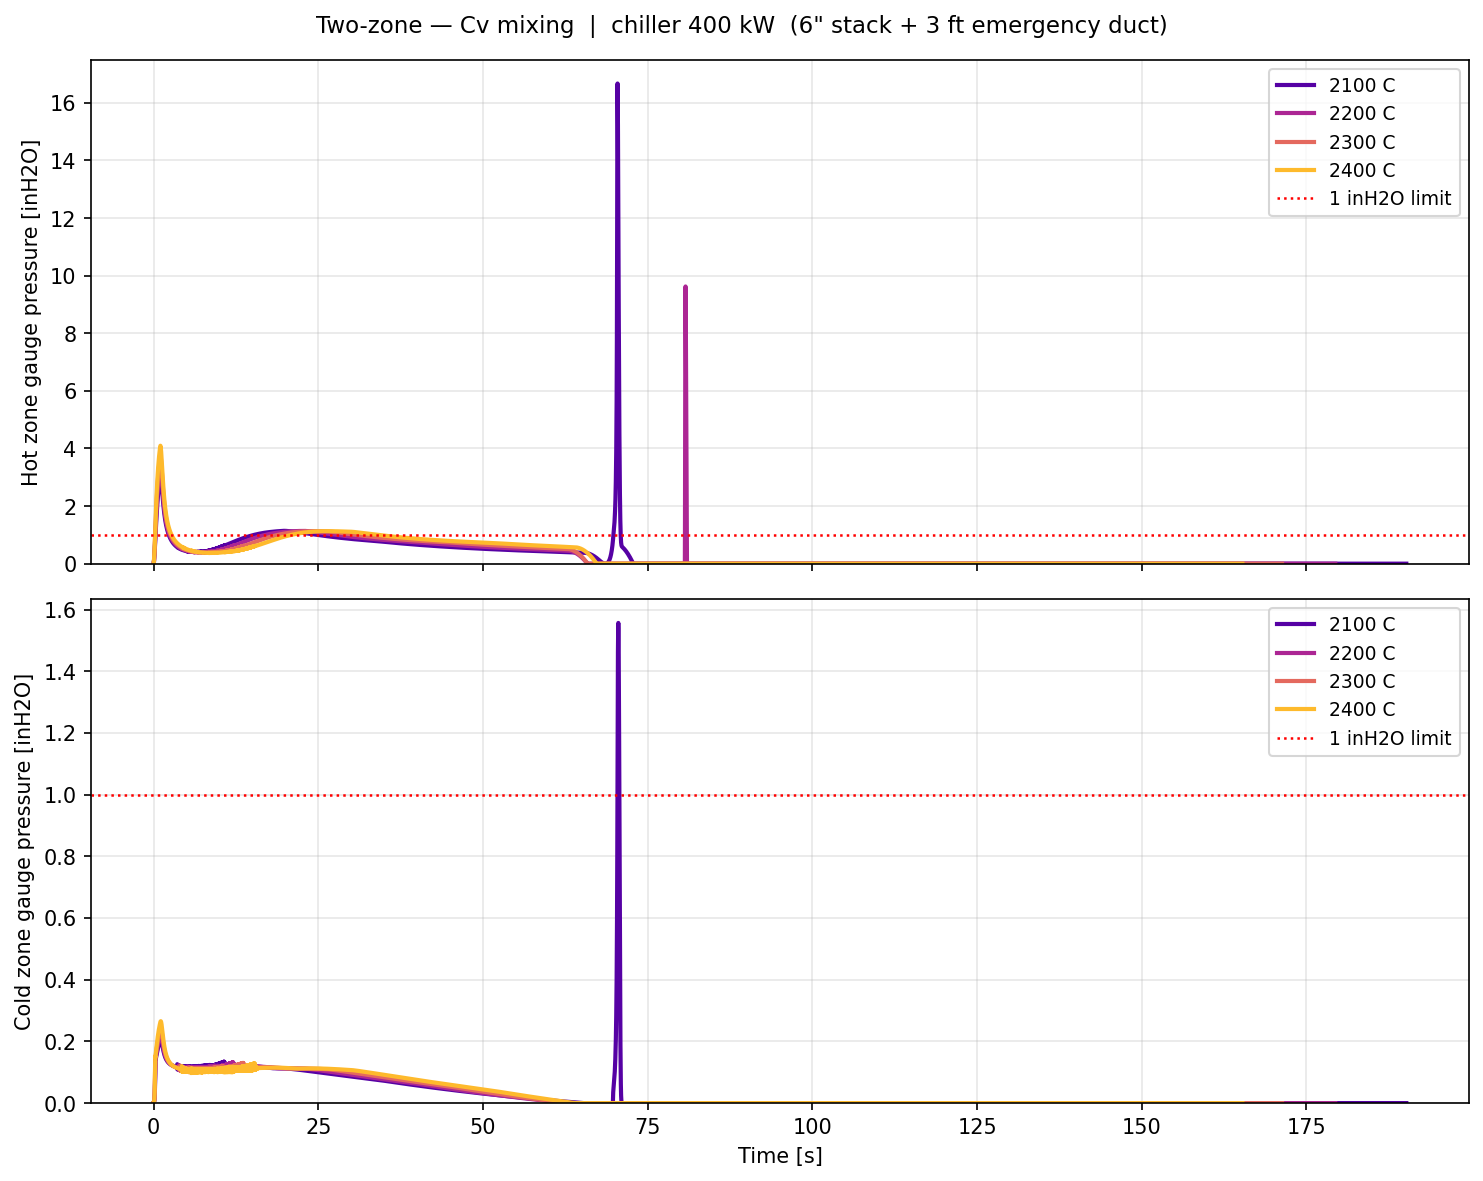 Two-zone — Cv mixing | chiller 400 kW (6" stack + 3 ft emergency duct)
Hot zone gauge pressure [inH2O]
16
14
12
10
8
6
4
2
0
2100 C
2200 C
2300 C
2400 C
1 inH2O limit
Cold zone gauge pressure [inH2O]
1.6
1.4
1.2
1.0
0.8
0.6
0.4
0.2
0.0
2100 C
2200 C
2300 C
2400 C
1 inH2O limit
0 25 50 75 100 125 150 175
Time [s]